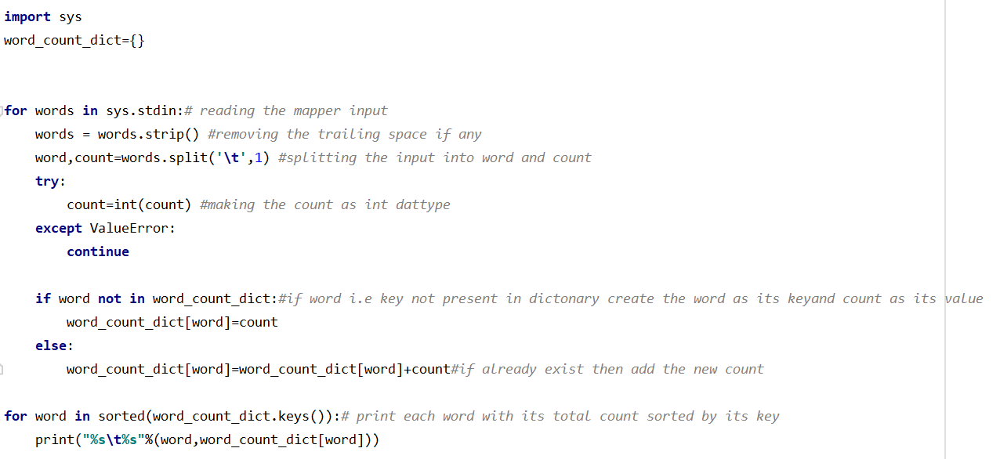 import sys
word_count_dict={}
for words in sys.stdin:# reading the mapper input
    words = words.strip() #removing the trailing space if any
    word,count=words.split('\t',1) #splitting the input into word and count
    try:
        count=int(count) #making the count as int dattype
    except ValueError:
        continue
    if word not in word_count_dict:#if word i.e key not present in dictonary create the word as its keyand count as its value
        word_count_dict[word]=count
    else:
        word_count_dict[word]=word_count_dict[word]+count#if already exist then add the new count
for word in sorted(word_count_dict.keys()):# print each word with its total count sorted by its key
    print("%s\t%s"%(word,word_count_dict[word]))